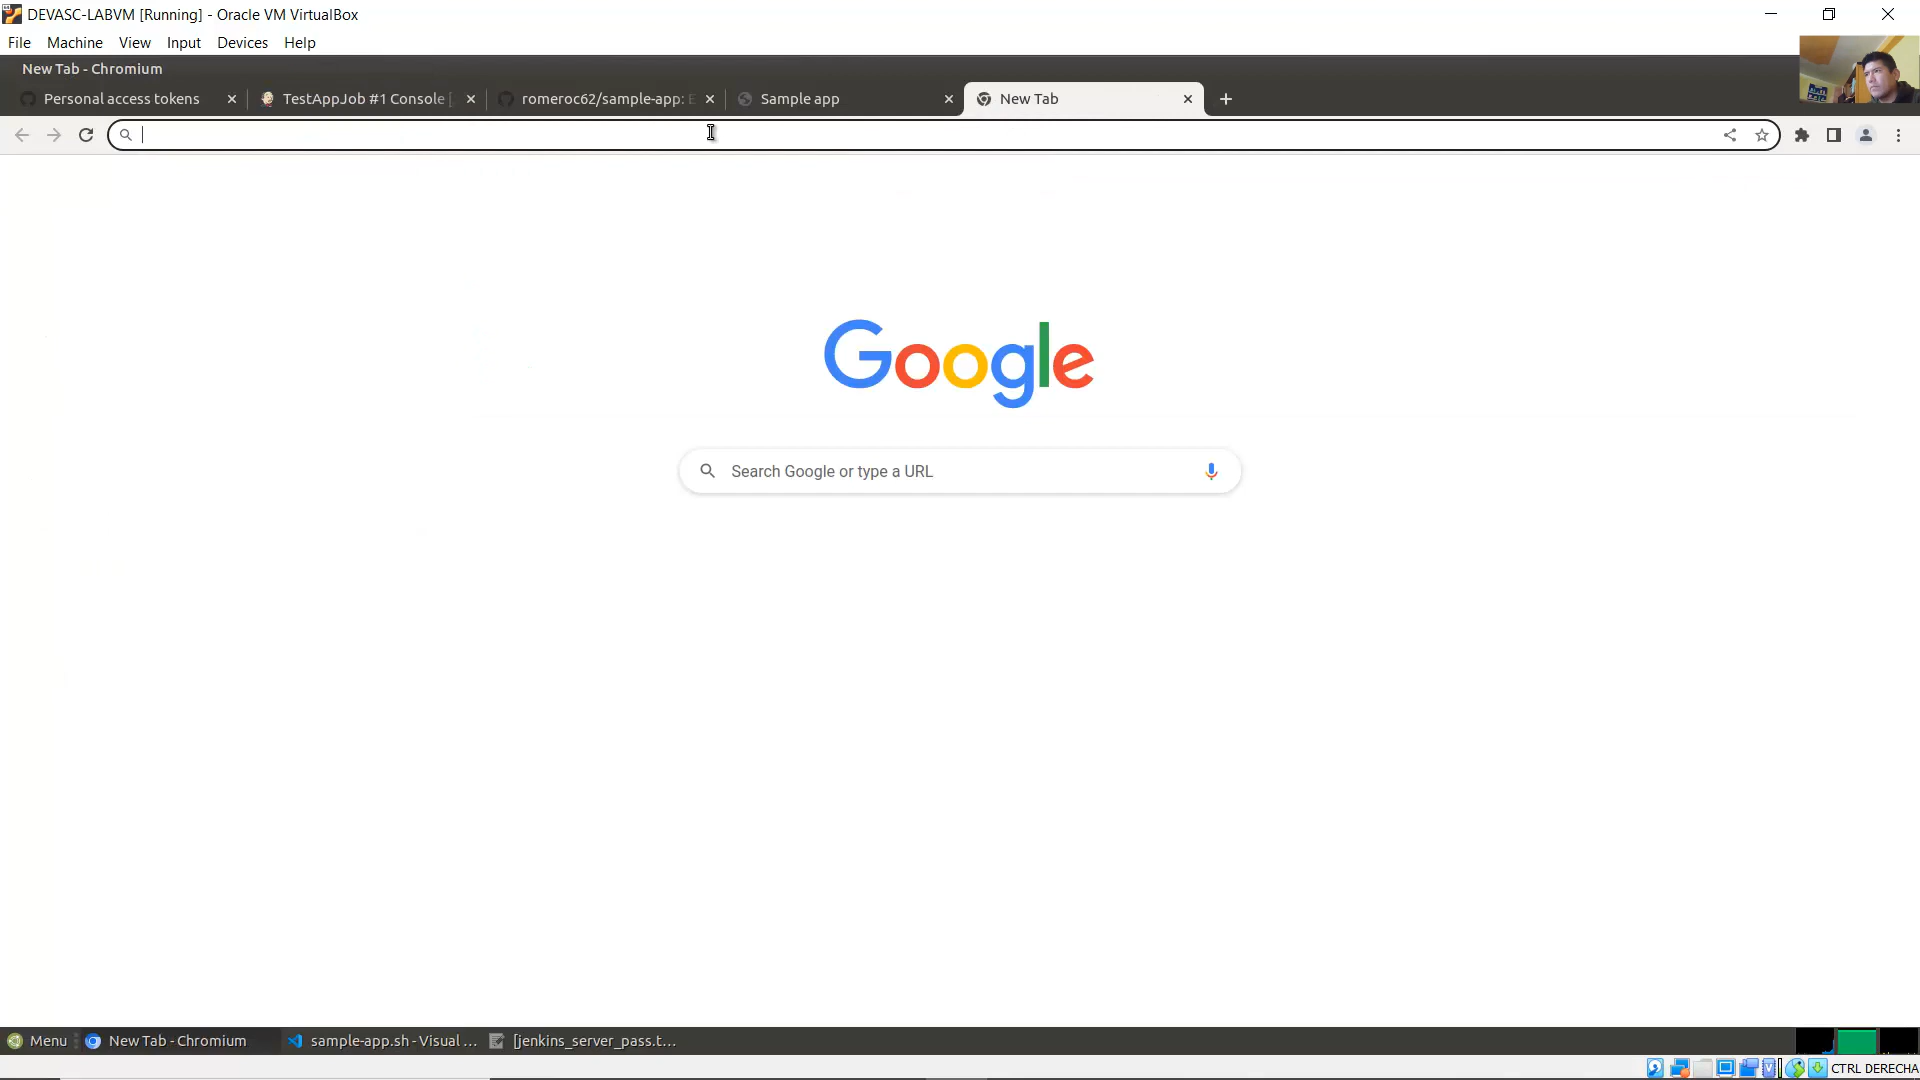 DEVASC-LABVM [Running] - Oracle VM VirtualBox
File Machine View Input Devices Help
New Tab - Chromium
Personal access tokens
TestAppJob #1 Console [
romeroc62/sample-app: E
Sample app
New Tab
Google
Search Google or type a URL
Menu
New Tab - Chromium
sample-app.sh - Visual ...
[jenkins_server_pass.t...
CTRL DERECHA